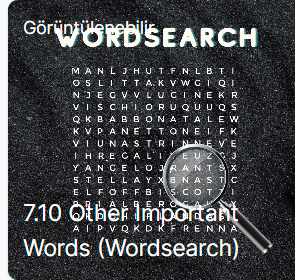 Görüntülenebilir
WORDSEARCH
M A N L J H U T F N L B T I
O S L I T T A K V W G I Q I
N J E G V V L U C I N E K R
V I S C H I O R U Q U U Q S
Q K B A B B O N A T A L E W
K V P A N E T T O N E I F K
V I U N A S T R I N N E V
I H R E G A L I
Y A N G E L O
S T E L L A Y
E L F O F F B I S C O T
7.10 Other Important
Words (Wordsearch)
A I P V Q K D K F R E N N A